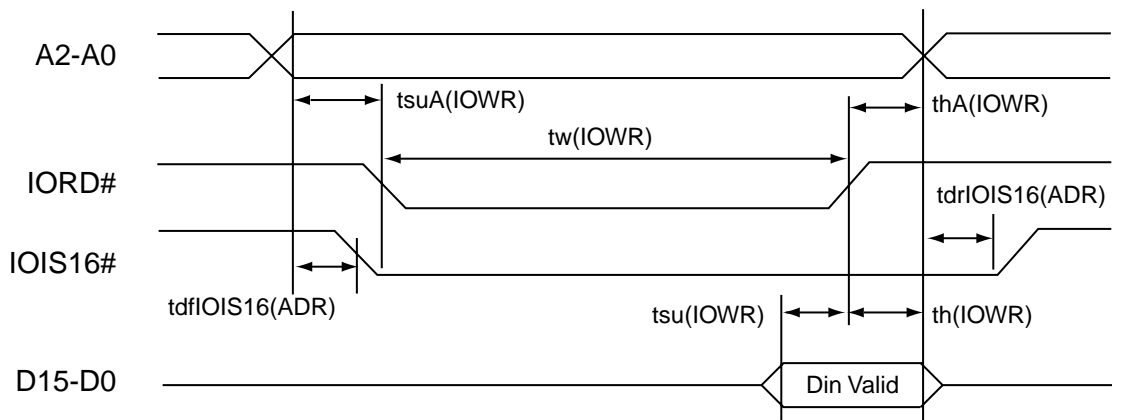 A2-A0
tsuA(IOWR)
thA(IOWR)
tw(IOWR)
IORD#
tdrIOIS16(ADR)
IOIS16#
tdfIOIS16(ADR)
tsu(IOWR)
th(IOWR)
D15-D0
Din Valid